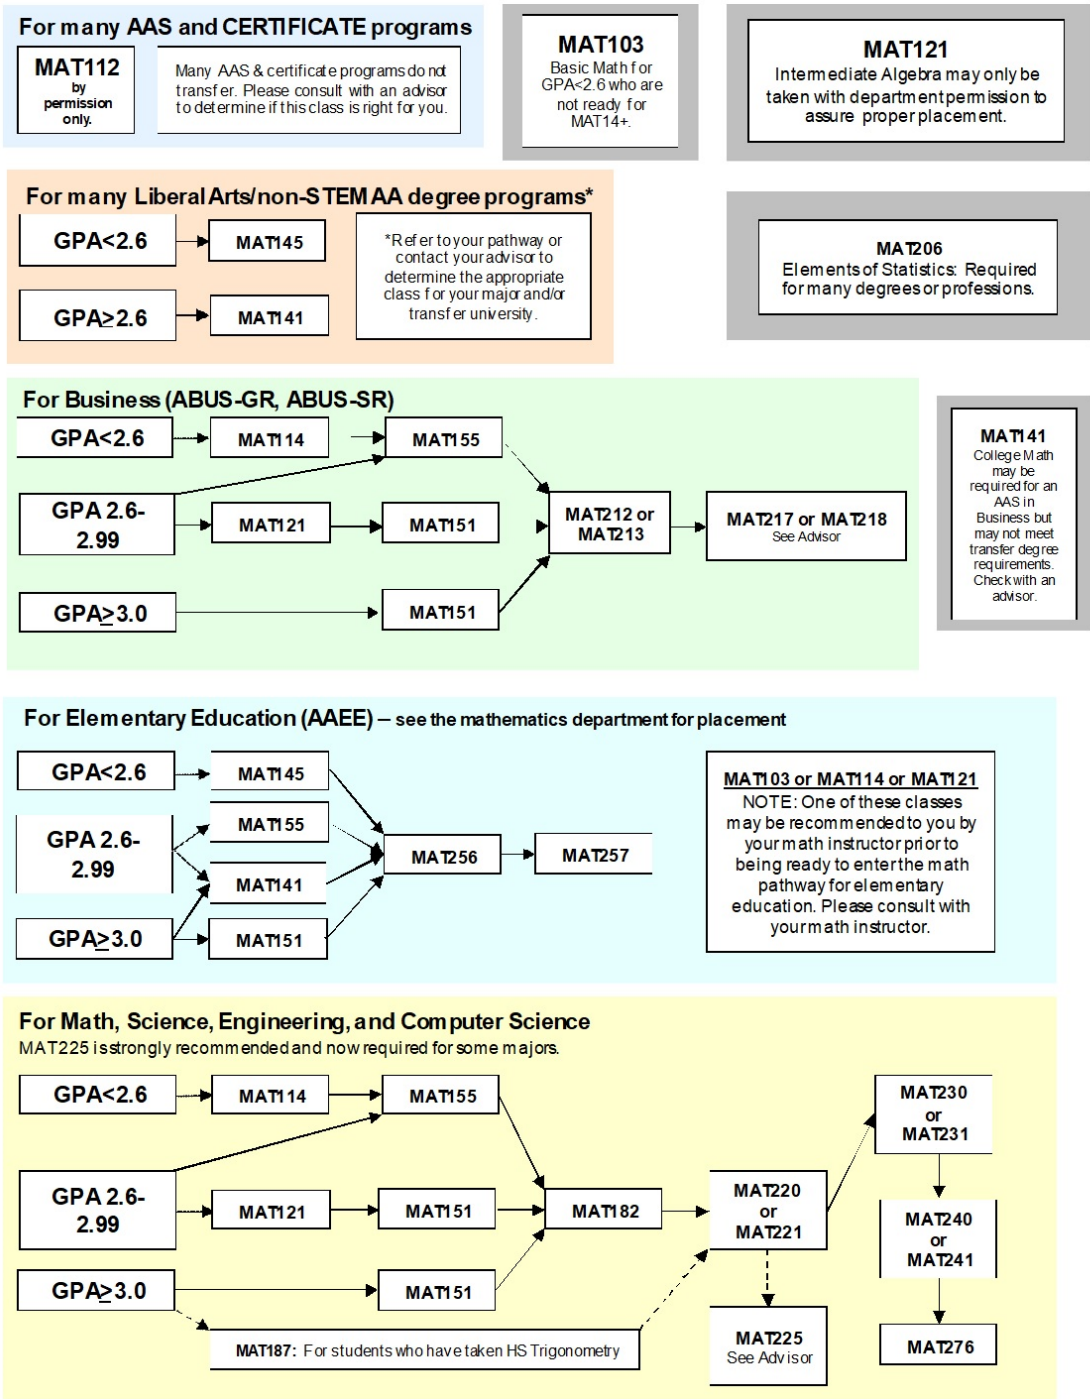 For many AAS and CERTIFICATE programs
MAT112
by
permission
only.
Many AAS & certificate programs do not
transfer. Please consult with an advisor
to determine if this class is right for you.
MAT103
Basic Math for
GPA<2.6 who are
not ready for
MAT14+.
MAT121
Intermediate Algebra may only be
taken with department permission to
assure proper placement.
For many Liberal Arts/non-STEM AA degree programs*
GPA<2.6
MAT145
GPA≥2.6
MAT141
*Refer to your pathway or
contact your advisor to
determine the appropriate
class for your major and/or
transfer university.
MAT206
Elements of Statistics: Required
for many degrees or professions.
For Business (ABUS-GR, ABUS-SR)
GPA<2.6
MAT114
MAT155
GPA 2.6-
2.99
MAT121
MAT151
MAT212 or
MAT213
MAT217 or MAT218
See Advisor
GPA≥3.0
MAT151
MAT141
College Math
may be
required for an
AAS in
Business but
may not meet
transfer degree
requirements.
Check with an
advisor.
For Elementary Education (AAEE) – see the mathematics department for placement
GPA<2.6
MAT145
GPA 2.6-
2.99
MAT155
MAT141
GPA≥3.0
MAT151
MAT256
MAT257
MAT103 or MAT114 or MAT121
NOTE: One of these classes
may be recommended to you by
your math instructor prior to
being ready to enter the math
pathway for elementary
education. Please consult with
your math instructor.
For Math, Science, Engineering, and Computer Science
MAT225 is strongly recommended and now required for some majors.
GPA<2.6
MAT114
MAT155
GPA 2.6-
2.99
MAT121
MAT151
MAT182
GPA≥3.0
MAT151
MAT187: For students who have taken HS Trigonometry
MAT220
or
MAT221
MAT225
See Advisor
MAT230
or
MAT231
MAT240
or
MAT241
MAT276